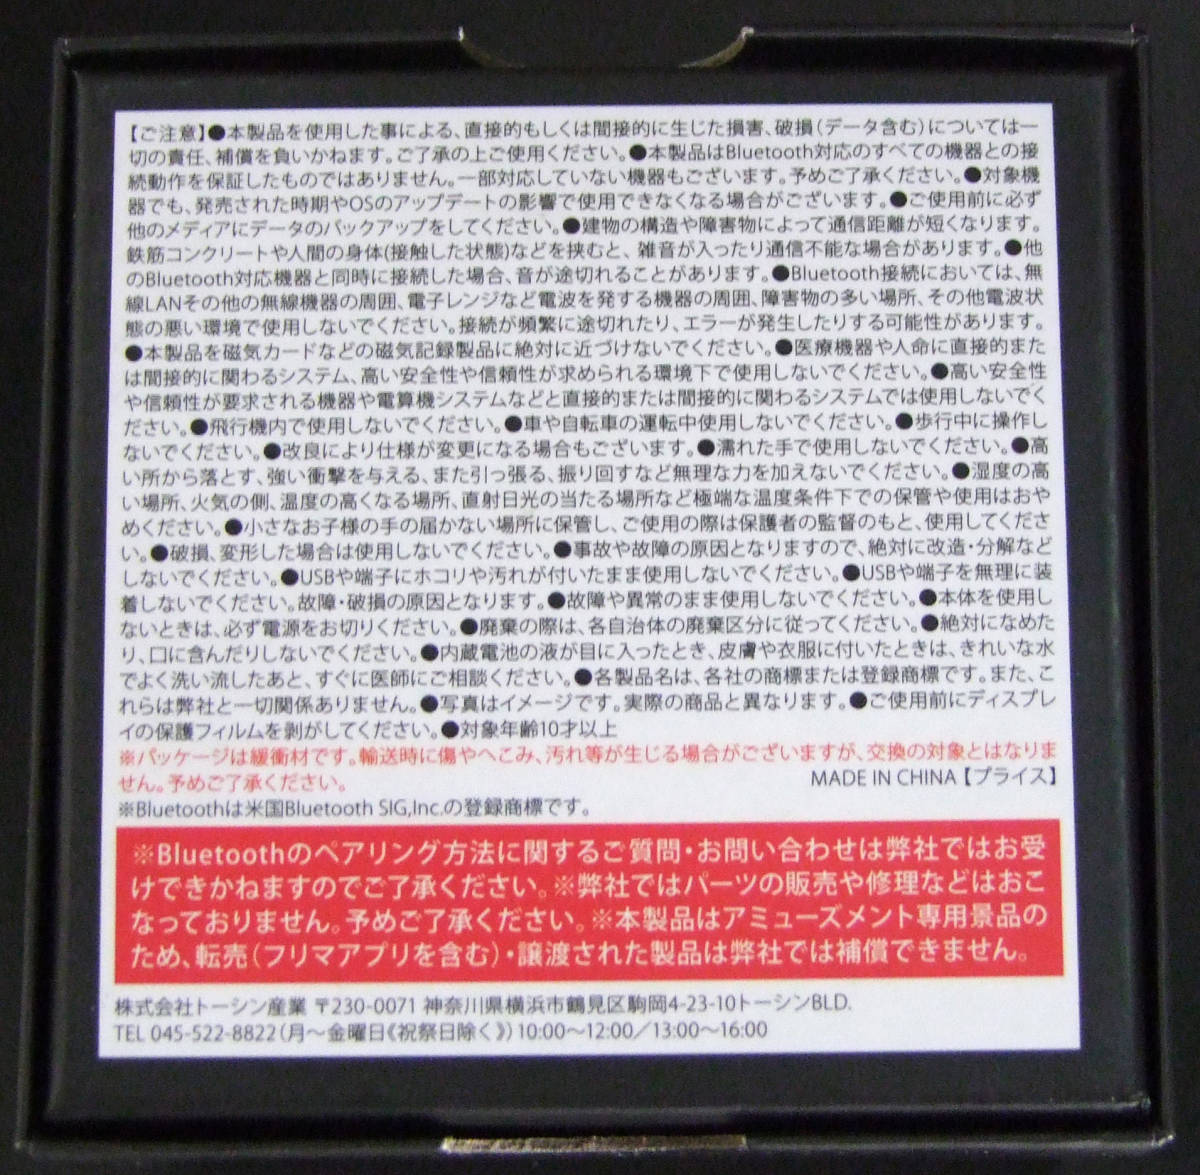 【ご注意】●本製品を使用した事による、直接的もしくは間接的に生じた損害、破損(データ含む)については一
切の責任、補償を負いかねます。ご了承の上ご使用ください。●本製品はBluetooth対応のすべての機器との接
続動作を保証したものではありません。一部対応していない機器もございます。予めご了承ください。●対象機
器でも、発売された時期やOSのアップデートの影響で使用できなくなる場合がございます。●ご使用前に必ず
他のメディアにデータのバックアップをしてください。●建物の構造や障害物によって通信距離が短くなります。
鉄筋コンクリートや人間の身体(接触した状態)などを挟むと、雑音が入ったり通信不能な場合があります。●他
のBluetooth対応機器と同時に接続した場合、音が途切れることがあります。●Bluetooth接続においては、無
線LANその他の無線機器の周囲、電子レンジなど電波を発する機器の周囲、障害物の多い場所、その他電波状
態の悪い環境で使用しないでください。接続が頻繁に途切れたり、エラーが発生したりする可能性があります。
●本製品を磁気カードなどの磁気記録製品に絶対に近づけないでください。●医療機器や人命に直接的また
は間接的に関わるシステム、高い安全性や信頼性が求められる環境下で使用しないでください。●高い安全性
や信頼性が要求される機器や電算機システムなどと直接的または間接的に関わるシステムでは使用しないでく
ださい。●飛行機内で使用しないでください。●車や自転車の運転中使用しないでください。●歩行中に操作し
ないでください。●改良により仕様が変更になる場合もございます。●濡れた手で使用しないでください。●高
い所から落とす、強い衝撃を与える、また引っ張る、振り回すなど無理な力を加えないでください。●湿度の高
い場所、火気の側、温度の高くなる場所、直射日光の当たる場所など極端な温度条件下での保管や使用はおや
めください。●小さなお子様の手の届かない場所に保管し、ご使用の際は保護者の監督のもと、使用してくださ
い。●破損、変形した場合は使用しないでください。●事故や故障の原因となりますので、絶対に改造・分解など
しないでください。●USBや端子にホコリや汚れが付いたまま使用しないでください。●USBや端子を無理に装
着しないでください。故障・破損の原因となります。●故障や異常のまま使用しないでください。●本体を使用し
ないときは、必ず電源をお切りください。●廃棄の際は、各自治体の廃棄区分に従ってください。●絶対になめた
り、口に含んだりしないでください。●内蔵電池の液が目に入ったとき、皮膚や衣服に付いたときは、きれいな水
でよく洗い流したあと、すぐに医師にご相談ください。●各製品名は、各社の商標または登録商標です。また、こ
れらは弊社と一切関係ありません。●写真はイメージです。実際の商品と異なります。●ご使用前にディスプレ
イの保護フィルムを剥がしてください。●対象年齢10才以上
※パッケージは緩衝材です。輸送時に傷やへこみ、汚れ等が生じる場合がございますが、交換の対象とはなりま
せん。予めご了承ください。 MADE IN CHINA【プライス】
※Bluetoothは米国Bluetooth SIG,Inc.の登録商標です。
※Bluetoothのペアリング方法に関するご質問・お問い合わせは弊社ではお受
けできかねますのでご了承ください。※弊社ではパーツの販売や修理などはおこ
なっておりません。予めご了承ください。※本製品はアミューズメント専用景品の
ため、転売(フリマアプリを含む)・譲渡された製品は弊社では補償できません。
株式会社トーシン産業 〒230-0071 神奈川県横浜市鶴見区駒岡4-23-10トーシンBLD.
TEL 045-522-8822(月〜金曜日《祝祭日除く》)10:00〜12:00/13:00〜16:00